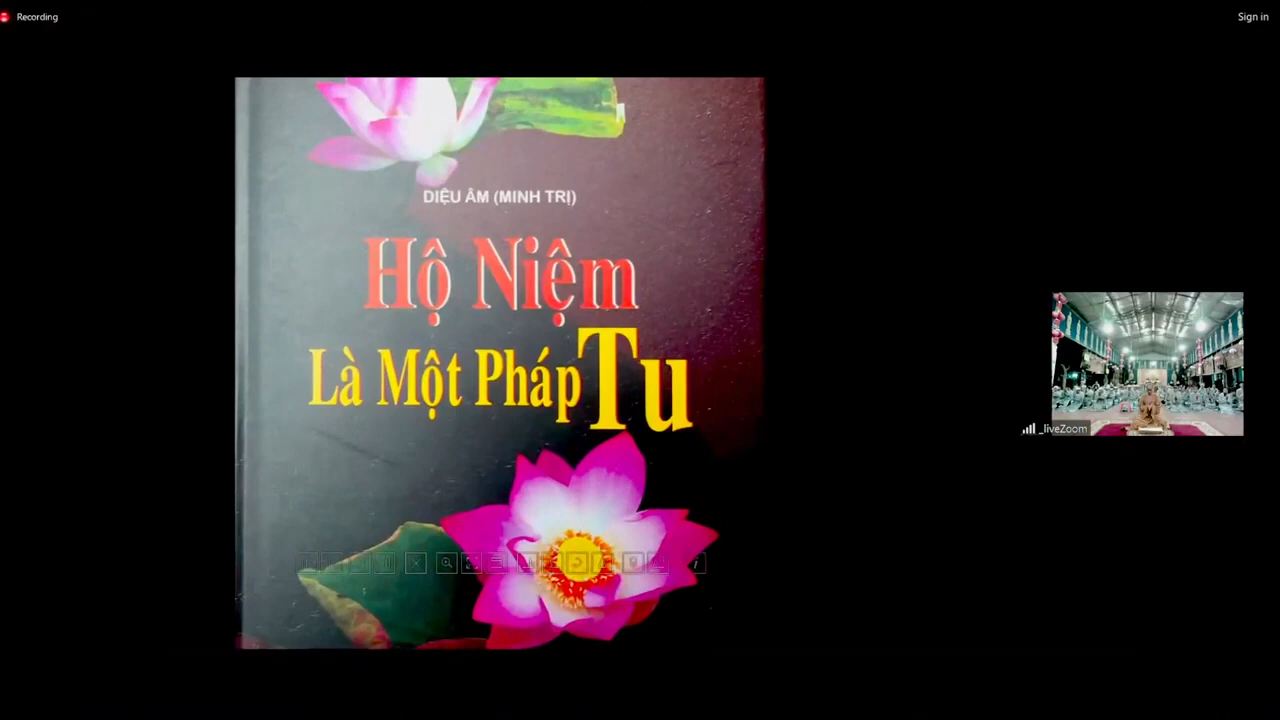 Recording
Sign in
DIỆU ÂM (MINH TRỊ)
Hộ Niệm
Là Một Pháp Tu
_liveZoom